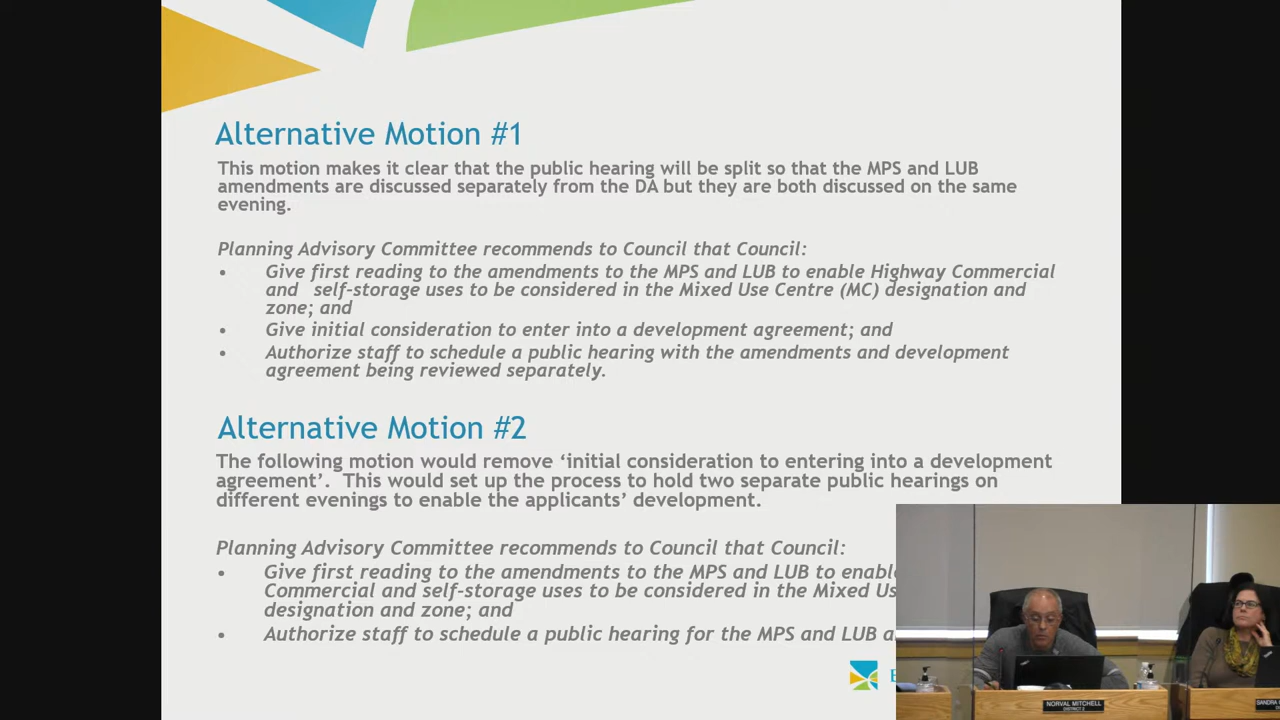 Alternative Motion #1
This motion makes it clear that the public hearing will be split so that the MPS and LUB
amendments are discussed separately from the DA but they are both discussed on the same
evening.
Planning Advisory Committee recommends to Council that Council:
• Give first reading to the amendments to the MPS and LUB to enable Highway Commercial
and self-storage uses to be considered in the Mixed Use Centre (MC) designation and
zone; and
• Give initial consideration to enter into a development agreement; and
• Authorize staff to schedule a public hearing with the amendments and development
agreement being reviewed separately.
Alternative Motion #2
The following motion would remove ‘initial consideration to entering into a development
agreement’. This would set up the process to hold two separate public hearings on
different evenings to enable the applicants’ development.
Planning Advisory Committee recommends to Council that Council:
• Give first reading to the amendments to the MPS and LUB to
Commercial and self-storage uses to be considered in the Mixed
designation and zone; and
• Authorize staff to schedule a public hearing for the MPS and LUB
NORVAL MITCHELL
DISTRICT 2
SANDRA